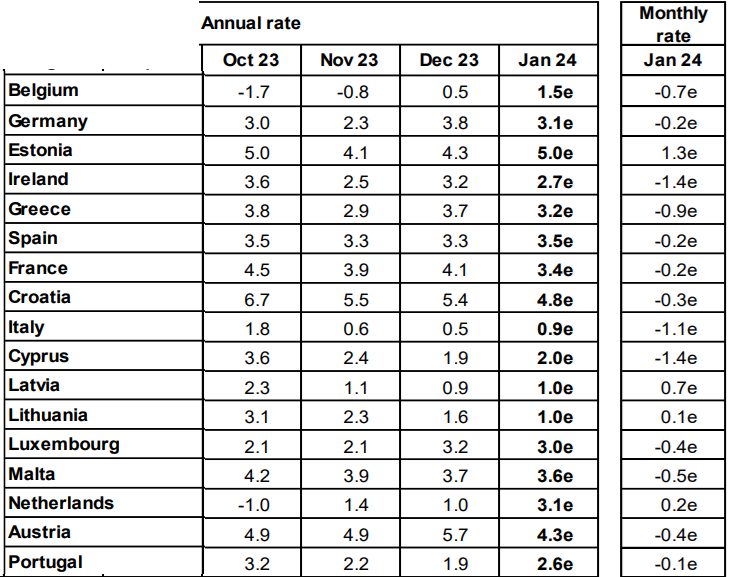 Annual rate Monthly rate
Oct 23 Nov 23 Dec 23 Jan 24 Jan 24
Belgium -1.7 -0.8 0.5 1.5e -0.7e
Germany 3.0 2.3 3.8 3.1e -0.2e
Estonia 5.0 4.1 4.3 5.0e 1.3e
Ireland 3.6 2.5 3.2 2.7e -1.4e
Greece 3.8 2.9 3.7 3.2e -0.9e
Spain 3.5 3.3 3.3 3.5e -0.2e
France 4.5 3.9 4.1 3.4e -0.2e
Croatia 6.7 5.5 5.4 4.8e -0.3e
Italy 1.8 0.6 0.5 0.9e -1.1e
Cyprus 3.6 2.4 1.9 2.0e -1.4e
Latvia 2.3 1.1 0.9 1.0e 0.7e
Lithuania 3.1 2.3 1.6 1.0e 0.1e
Luxembourg 2.1 2.1 3.2 3.0e -0.4e
Malta 4.2 3.9 3.7 3.6e -0.5e
Netherlands -1.0 1.4 1.0 3.1e 0.2e
Austria 4.9 4.9 5.7 4.3e -0.4e
Portugal 3.2 2.2 1.9 2.6e -0.1e